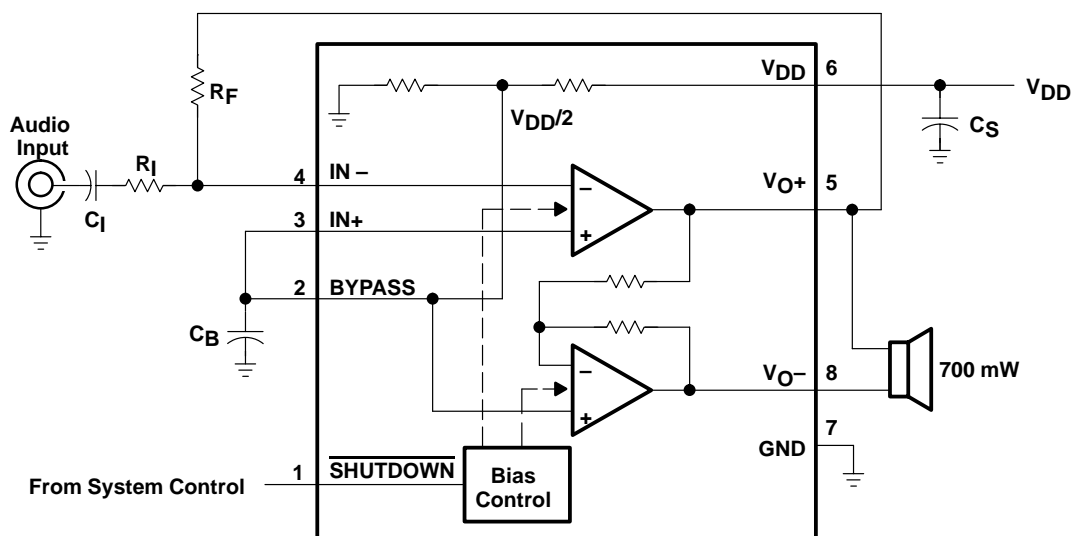 VDD 6
VDD
RF
VDD/2
CS
Audio
Input
RI
CI
4 IN –
VO+ 5
3 IN+
2 BYPASS
CB
–
+
–
+
VO– 8
700 mW
7
GND
1 SHUTDOWN
From System Control
Bias
Control